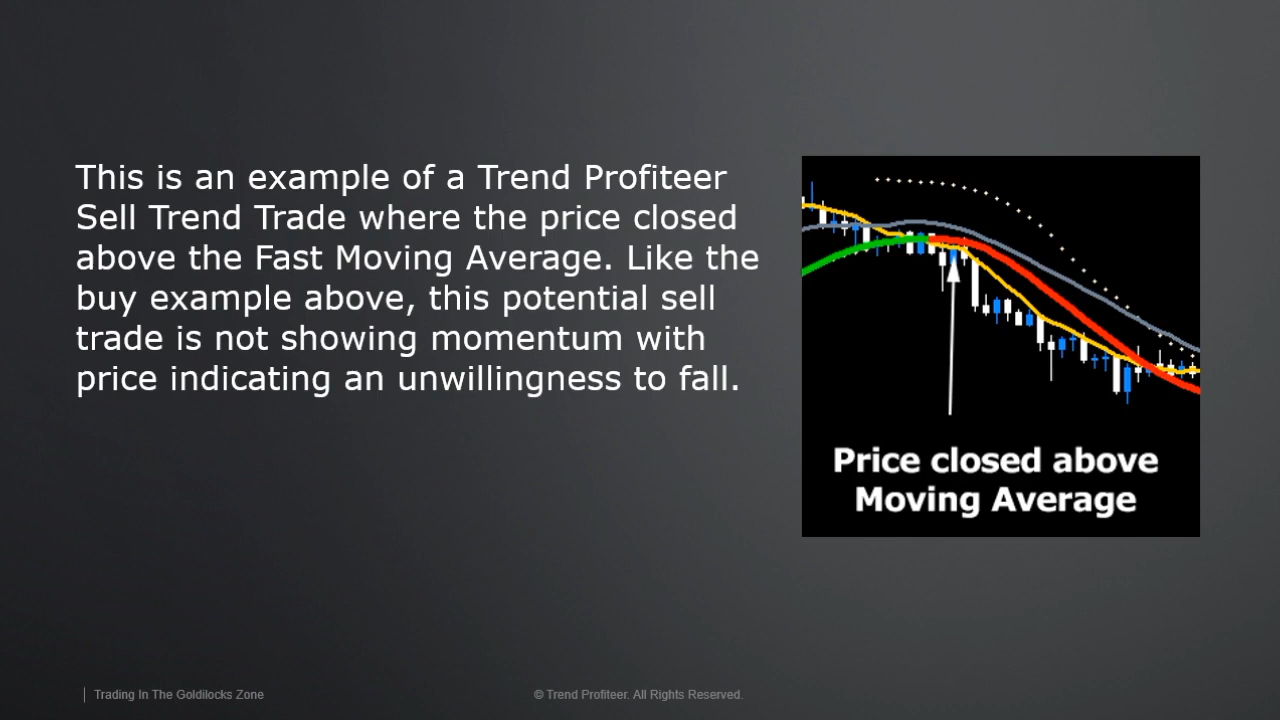 This is an example of a Trend Profiteer
Sell Trend Trade where the price closed
above the Fast Moving Average. Like the
buy example above, this potential sell
trade is not showing momentum with
price indicating an unwillingness to fall.
Price closed above
Moving Average
Trading In The Goldilocks Zone
© Trend Profiteer. All Rights Reserved.